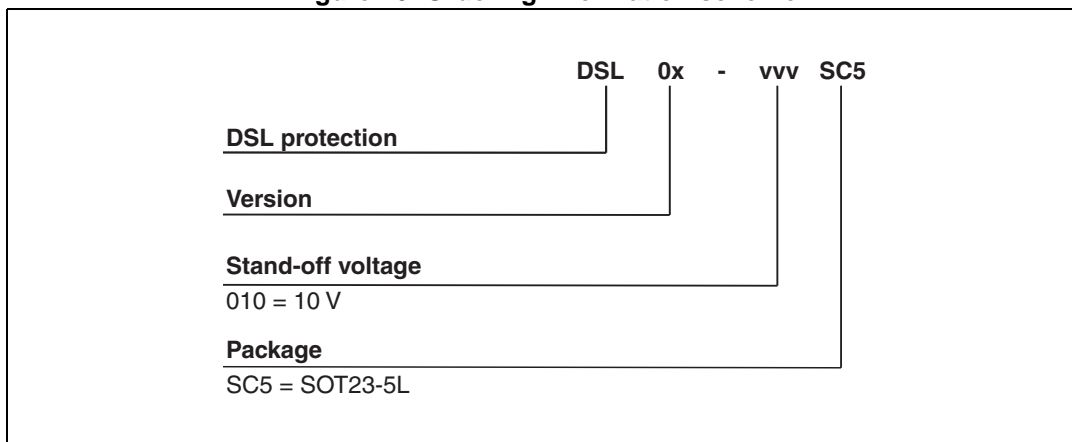 DSL 0x - vvv SC5
DSL protection
Version
Stand-off voltage
010 = 10 V
Package
SC5 = SOT23-5L